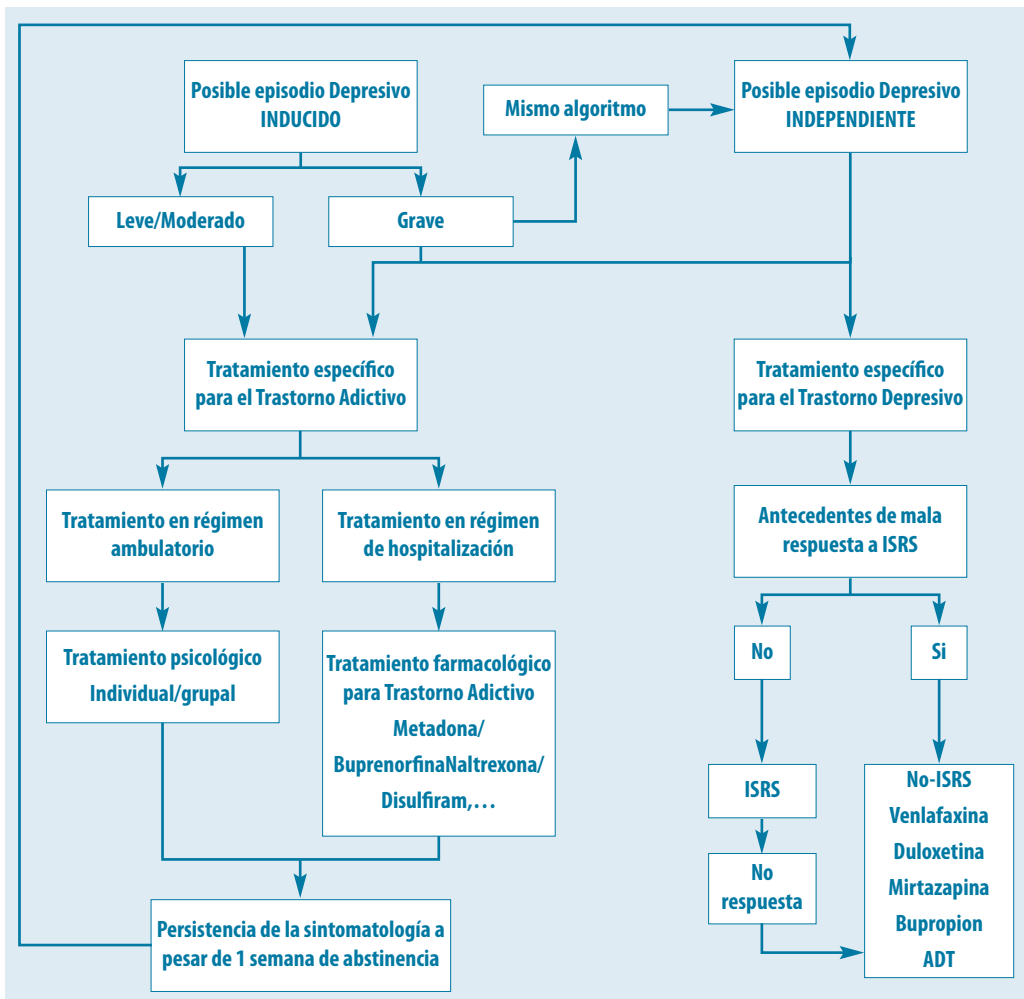 Posible episodio Depresivo
INDUCIDO
Mismo algoritmo
Posible episodio Depresivo
INDEPENDIENTE
Leve/Moderado
Grave
Tratamiento específico
para el Trastorno Adictivo
Tratamiento específico
para el Trastorno Depresivo
Tratamiento en régimen
ambulatorio
Tratamiento en régimen
de hospitalización
Antecedentes de mala
respuesta a ISRS
Tratamiento psicológico
Individual/grupal
Tratamiento farmacológico
para Trastorno Adictivo
Metadona/
BuprenorfinaNaltrexona/
Disulfiram,...
No
Si
ISRS
No
respuesta
No-ISRS
Venlafaxina
Duloxetina
Mirtazapina
Bupropion
ADT
Persistencia de la sintomatología a
pesar de 1 semana de abstinencia